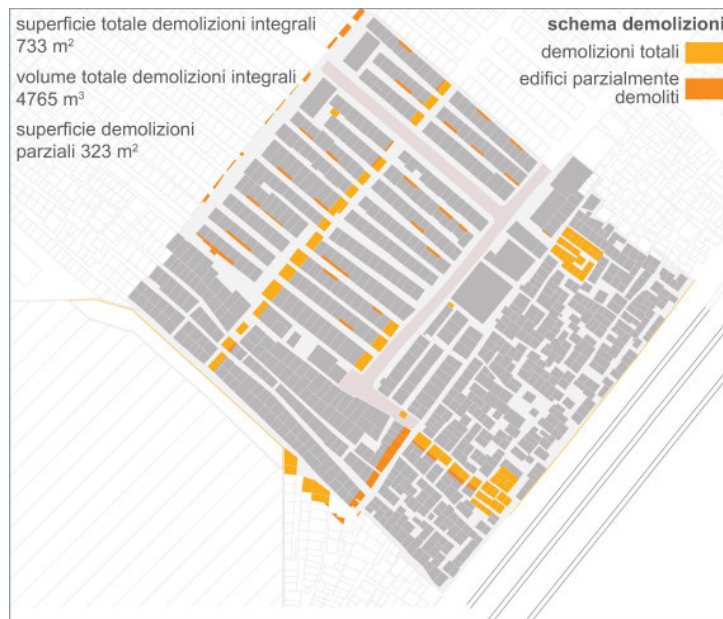 superficie totale demolizioni integrali
733 m²
volume totale demolizioni integrali
4765 m³
superficie demolizioni
parziali 323 m²
schema demolizioni
demolizioni totali
edifici parzialmente
demoliti